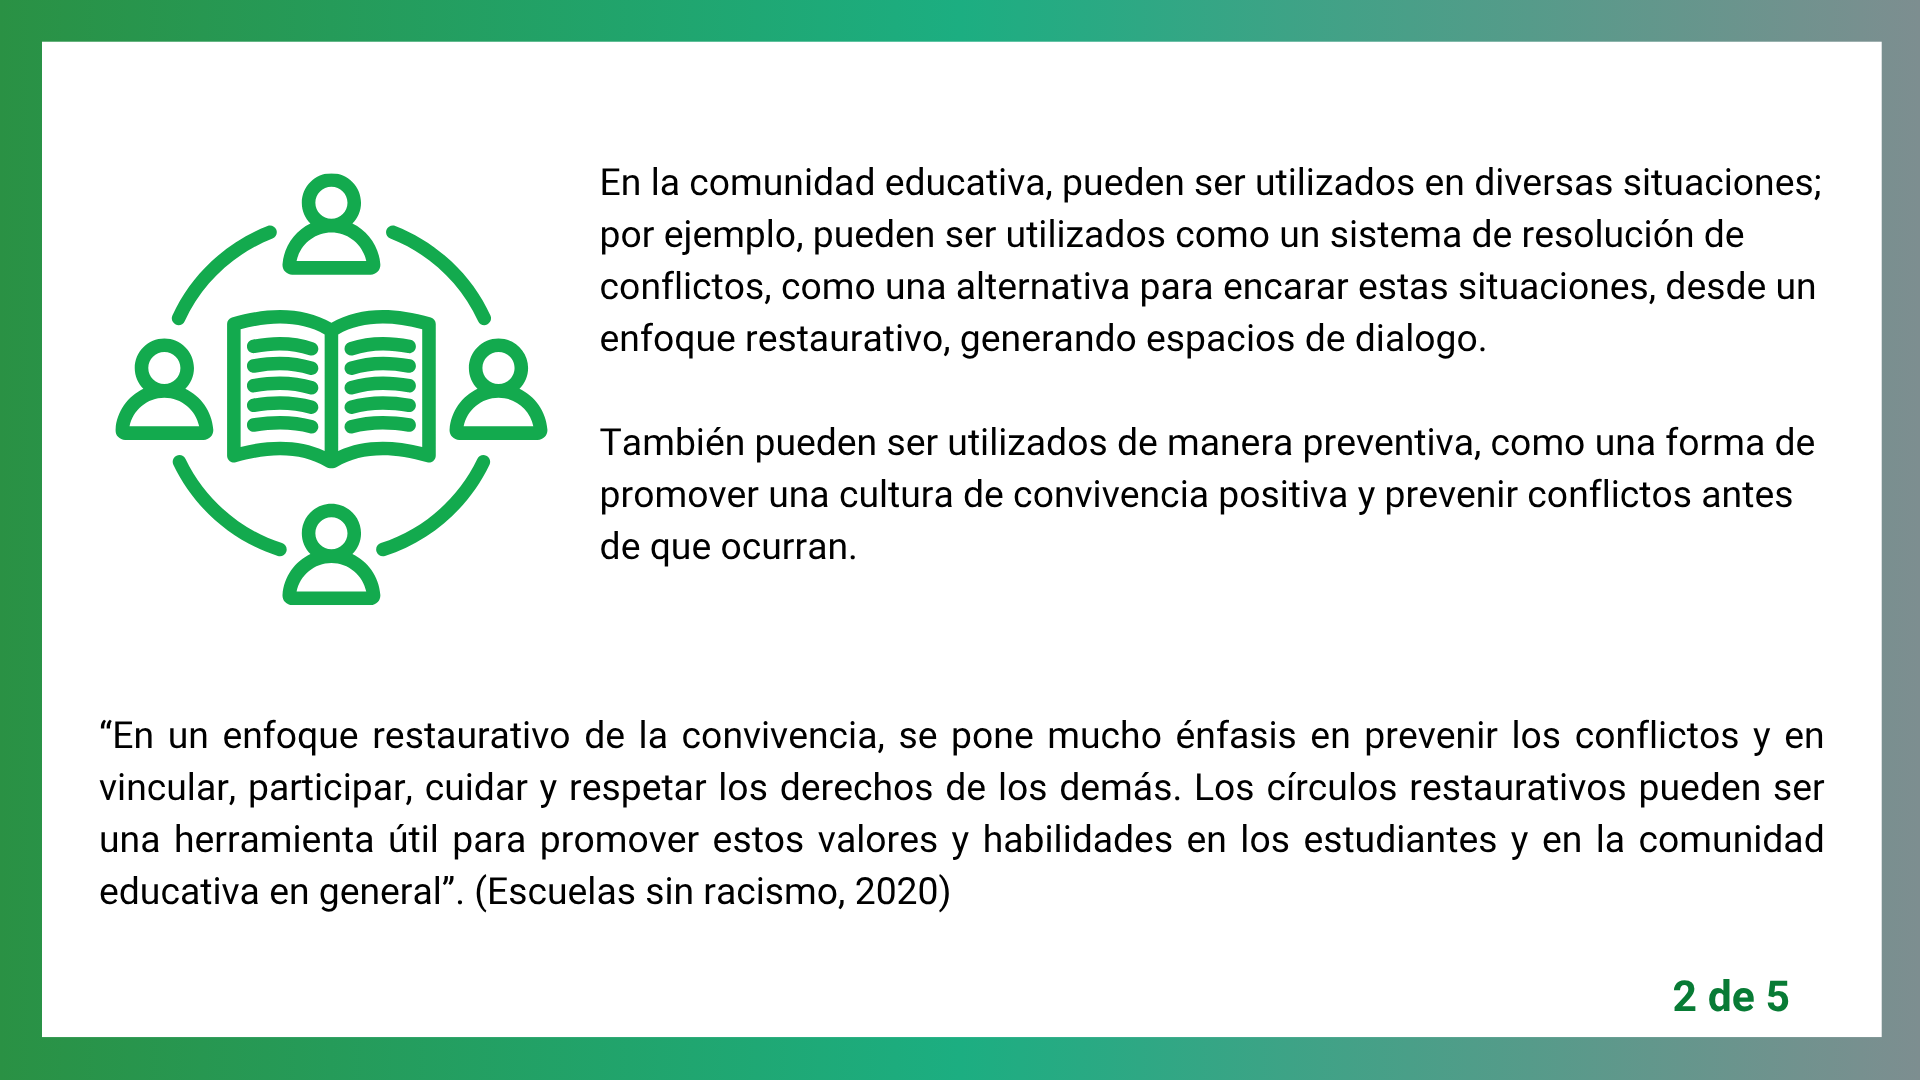 En la comunidad educativa, pueden ser utilizados en diversas situaciones;
por ejemplo, pueden ser utilizados como un sistema de resolución de
conflictos, como una alternativa para encarar estas situaciones, desde un
enfoque restaurativo, generando espacios de dialogo.
También pueden ser utilizados de manera preventiva, como una forma de
promover una cultura de convivencia positiva y prevenir conflictos antes
de que ocurran.
“En un enfoque restaurativo de la convivencia, se pone mucho énfasis en prevenir los conflictos y en
vincular, participar, cuidar y respetar los derechos de los demás. Los círculos restaurativos pueden ser
una herramienta útil para promover estos valores y habilidades en los estudiantes y en la comunidad
educativa en general”. (Escuelas sin racismo, 2020)
2 de 5